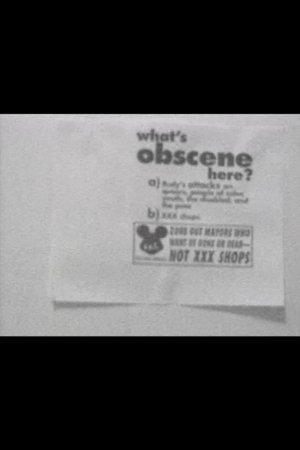 what's
obscene
here?
a) Rudy's attacks on
queers, people of color,
youth, the disabled, and
the poor
b) XXX shops
ZONE OUT MAYORS WHO
WANT US GONE OR DEAD—
NOT XXX SHOPS